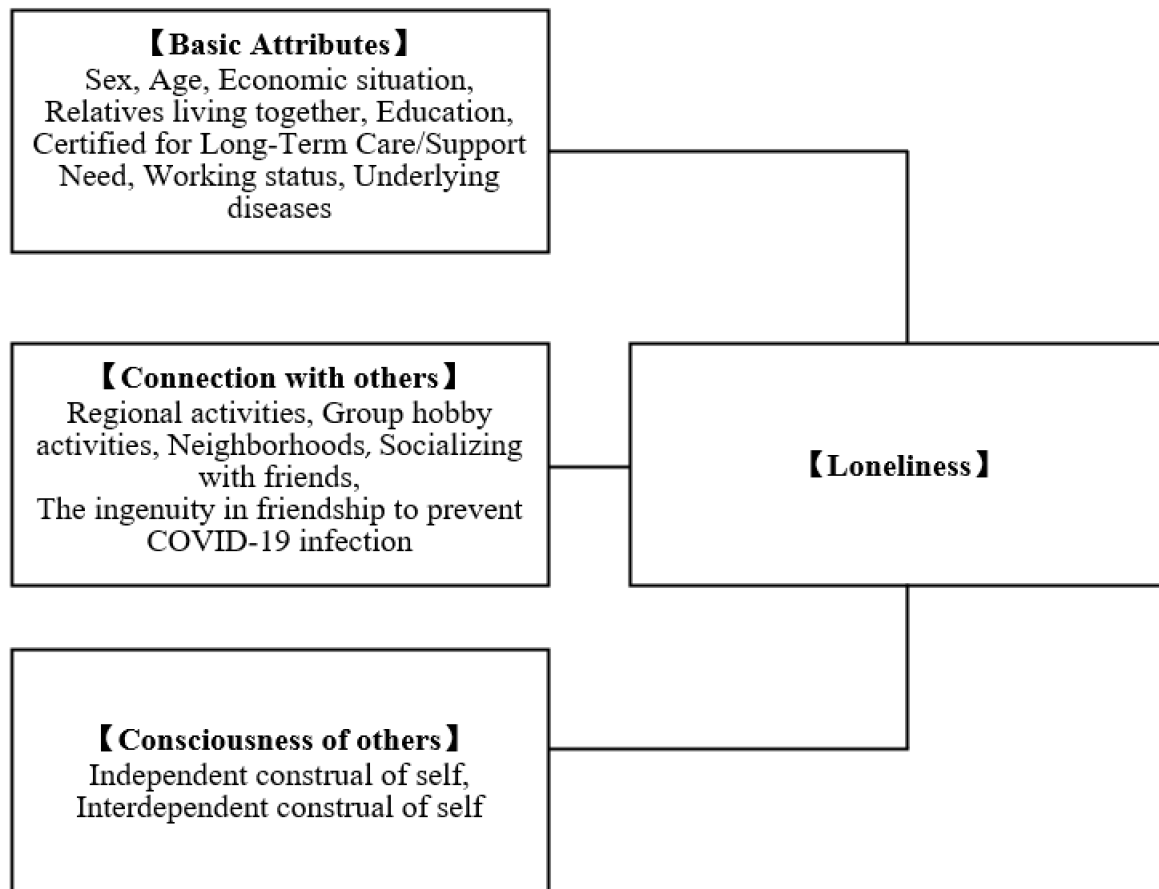 【Basic Attributes】
Sex, Age, Economic situation,
Relatives living together, Education,
Certified for Long-Term Care/Support
Need, Working status, Underlying
diseases
【Connection with others】
Regional activities, Group hobby
activities, Neighborhoods, Socializing
with friends,
The ingenuity in friendship to prevent
COVID-19 infection
【Loneliness】
【Consciousness of others】
Independent construal of self,
Interdependent construal of self